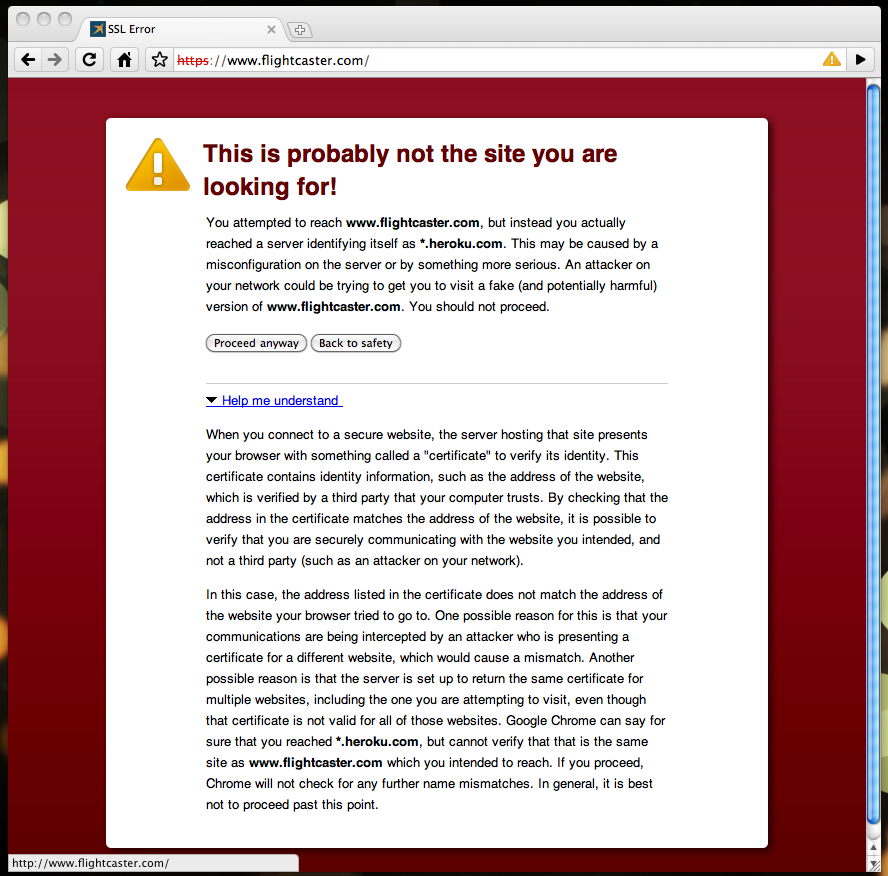 SSL Error
https://www.flightcaster.com/
This is probably not the site you are
looking for!
You attempted to reach www.flightcaster.com, but instead you actually
reached a server identifying itself as *.heroku.com. This may be caused by a
misconfiguration on the server or by something more serious. An attacker on
your network could be trying to get you to visit a fake (and potentially harmful)
version of www.flightcaster.com. You should not proceed.
Proceed anyway Back to safety
Help me understand
When you connect to a secure website, the server hosting that site presents
your browser with something called a "certificate" to verify its identity. This
certificate contains identity information, such as the address of the website,
which is verified by a third party that your computer trusts. By checking that the
address in the certificate matches the address of the website, it is possible to
verify that you are securely communicating with the website you intended, and
not a third party (such as an attacker on your network).
In this case, the address listed in the certificate does not match the address of
the website your browser tried to go to. One possible reason for this is that your
communications are being intercepted by an attacker who is presenting a
certificate for a different website, which would cause a mismatch. Another
possible reason is that the server is set up to return the same certificate for
multiple websites, including the one you are attempting to visit, even though
that certificate is not valid for all of those websites. Google Chrome can say for
sure that you reached *.heroku.com, but cannot verify that that is the same
site as www.flightcaster.com which you intended to reach. If you proceed,
Chrome will not check for any further name mismatches. In general, it is best
not to proceed past this point.
http://www.flightcaster.com/